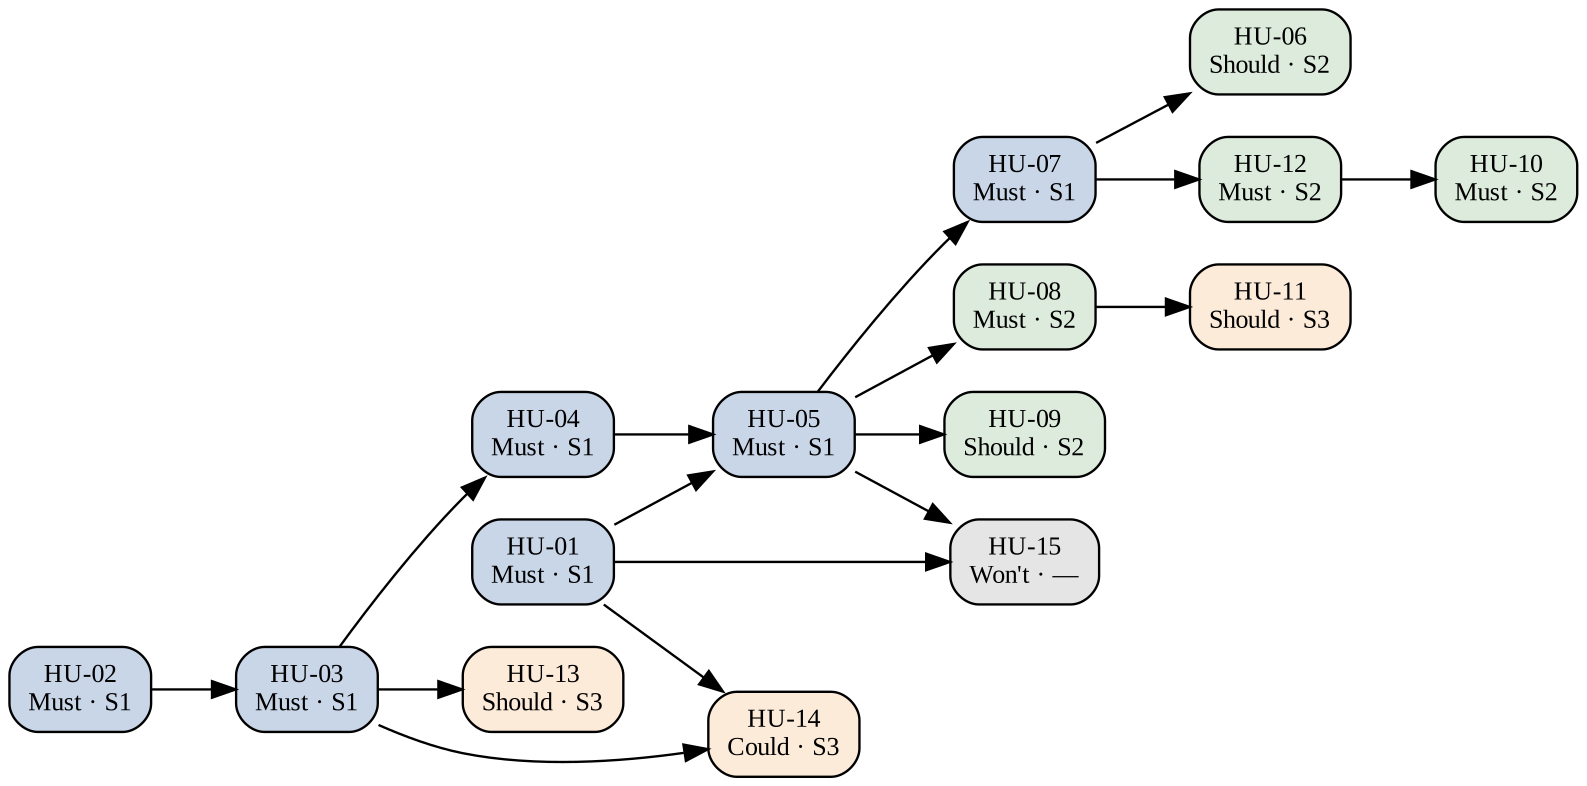 HU-06
Should · S2
HU-07
Must · S1
HU-12
Must · S2
HU-10
Must · S2
HU-08
Must · S2
HU-11
Should · S3
HU-04
Must · S1
HU-05
Must · S1
HU-09
Should · S2
HU-01
Must · S1
HU-15
Won't · —
HU-02
Must · S1
HU-03
Must · S1
HU-13
Should · S3
HU-14
Could · S3